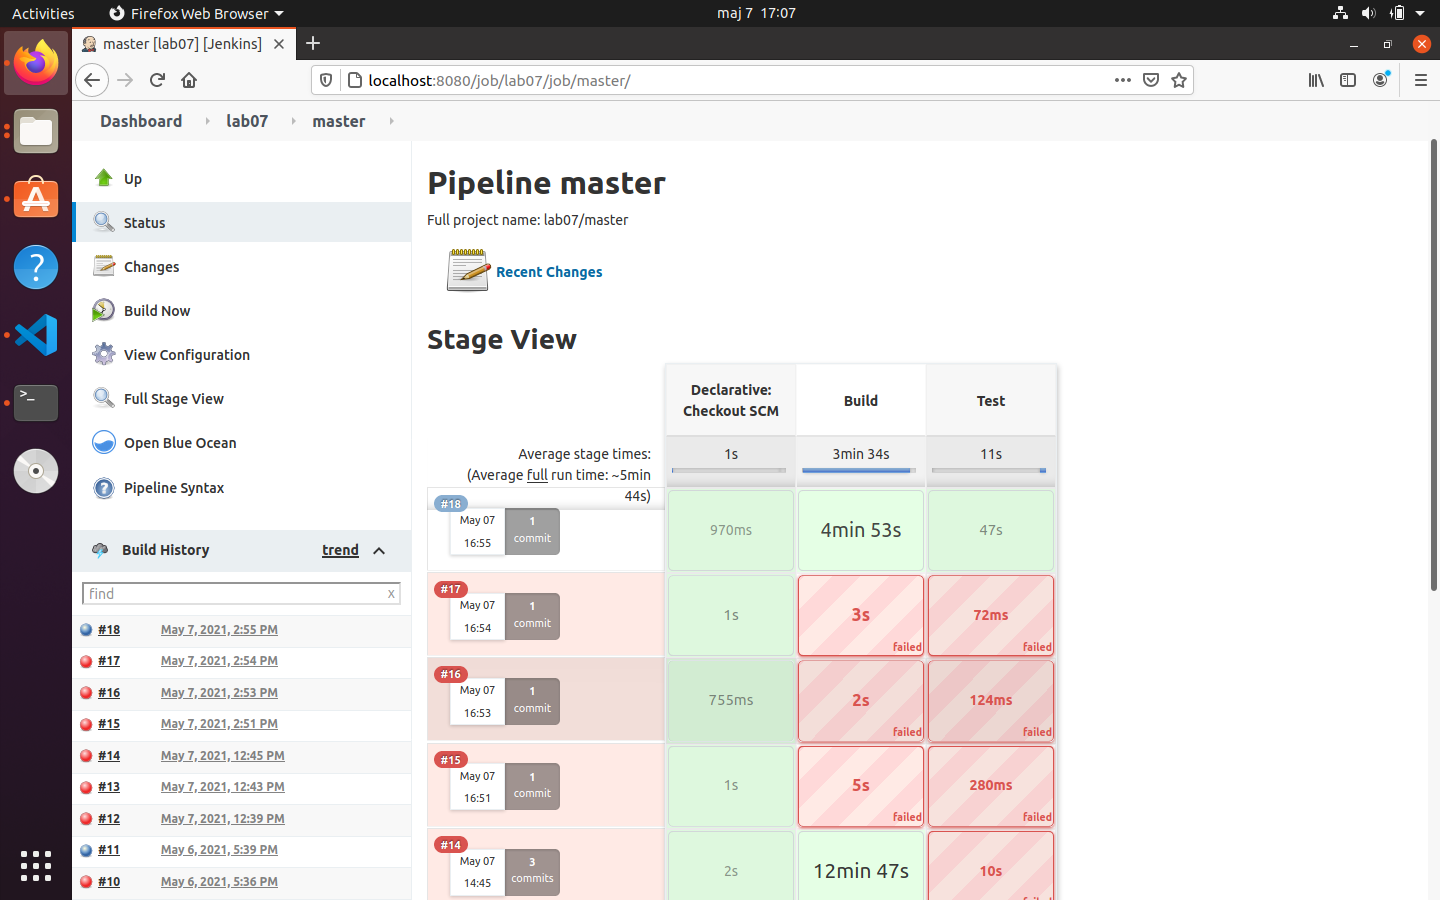 Activities
Firefox Web Browser
maj 7 17:07
master [lab07] [Jenkins]
localhost:8080/job/lab07/job/master/
Dashboard
lab07
master
Up
Status
Changes
Build Now
View Configuration
Full Stage View
Open Blue Ocean
Pipeline Syntax
Build History
trend
find
x
#18 May 7, 2021, 2:55 PM
#17 May 7, 2021, 2:54 PM
#16 May 7, 2021, 2:53 PM
#15 May 7, 2021, 2:51 PM
#14 May 7, 2021, 12:45 PM
#13 May 7, 2021, 12:43 PM
#12 May 7, 2021, 12:39 PM
#11 May 6, 2021, 5:39 PM
#10 May 6, 2021, 5:36 PM
Pipeline master
Full project name: lab07/master
Recent Changes
Stage View
Declarative:
Checkout SCM
Build
Test
Average stage times:
(Average full run time: ~5min
44s)
1s
3min 34s
11s
#18
May 07
16:55
1
commit
970ms
4min 53s
47s
#17
May 07
16:54
1
commit
1s
3s
failed
72ms
failed
#16
May 07
16:53
1
commit
755ms
2s
failed
124ms
failed
#15
May 07
16:51
1
commit
1s
5s
failed
280ms
failed
#14
May 07
14:45
3
commits
2s
12min 47s
10s
failed